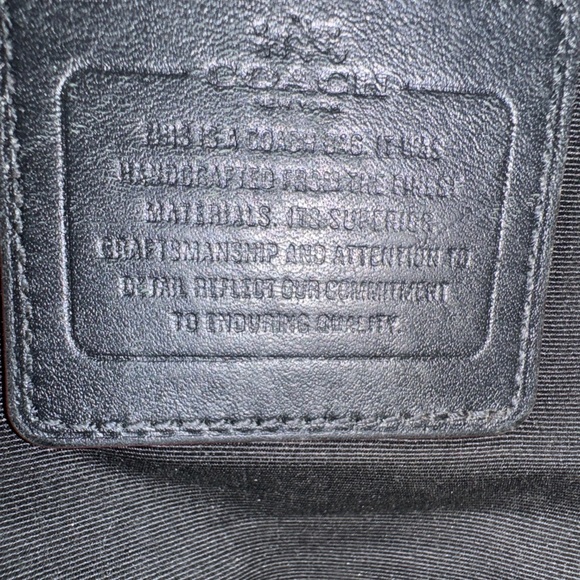 COACH
NEW YORK
THIS IS A COACH BAG. IT WAS
HANDCRAFTED FROM THE FINEST
MATERIALS. ITS SUPERIOR
CRAFTSMANSHIP AND ATTENTION TO
DETAIL REFLECT OUR COMMITMENT
TO ENDURING QUALITY.